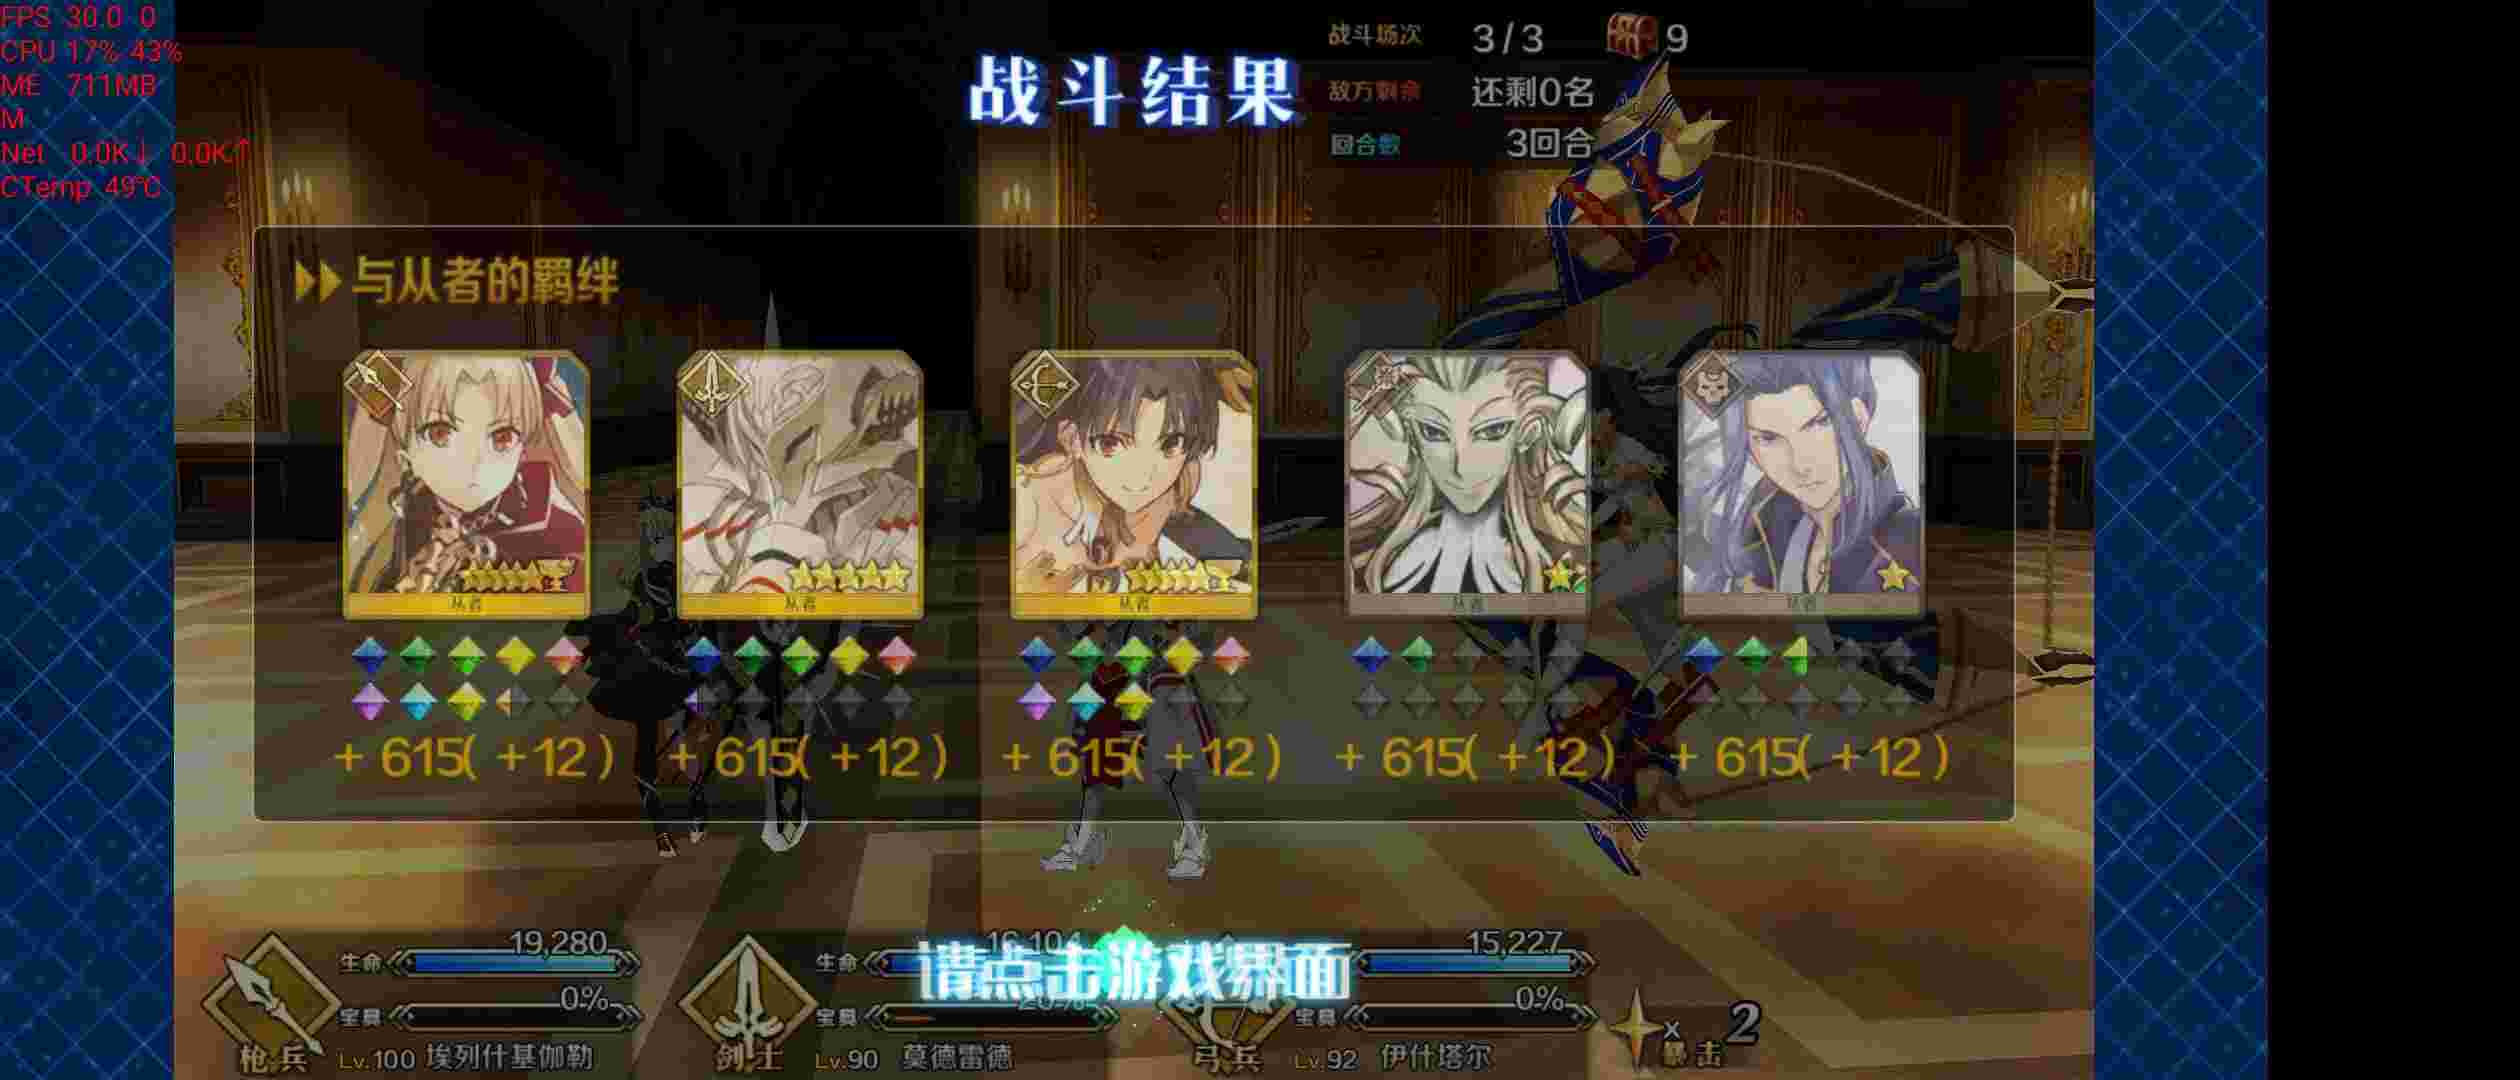 FPS 30.0 0
CPU 17% 43%
ME 711MB
M
Net 0.0K↓ 0.0K↑
CTemp 49℃
战斗场次 3/3 9
战斗结果
敌方剩余 还剩0名
回合数 3回合
与从者的羁绊
从者 从者 从者 从者 从者
+615(+12) +615(+12) +615(+12) +615(+12) +615(+12)
19,280 16,104 15,227
生命 生命
请点击游戏界面
0% 20% 0%
宝具 宝具 宝具
枪兵 Lv.100 埃列什基伽勒 剑士 Lv.90 莫德雷德 弓兵 Lv.92 伊什塔尔 x 暴击 2